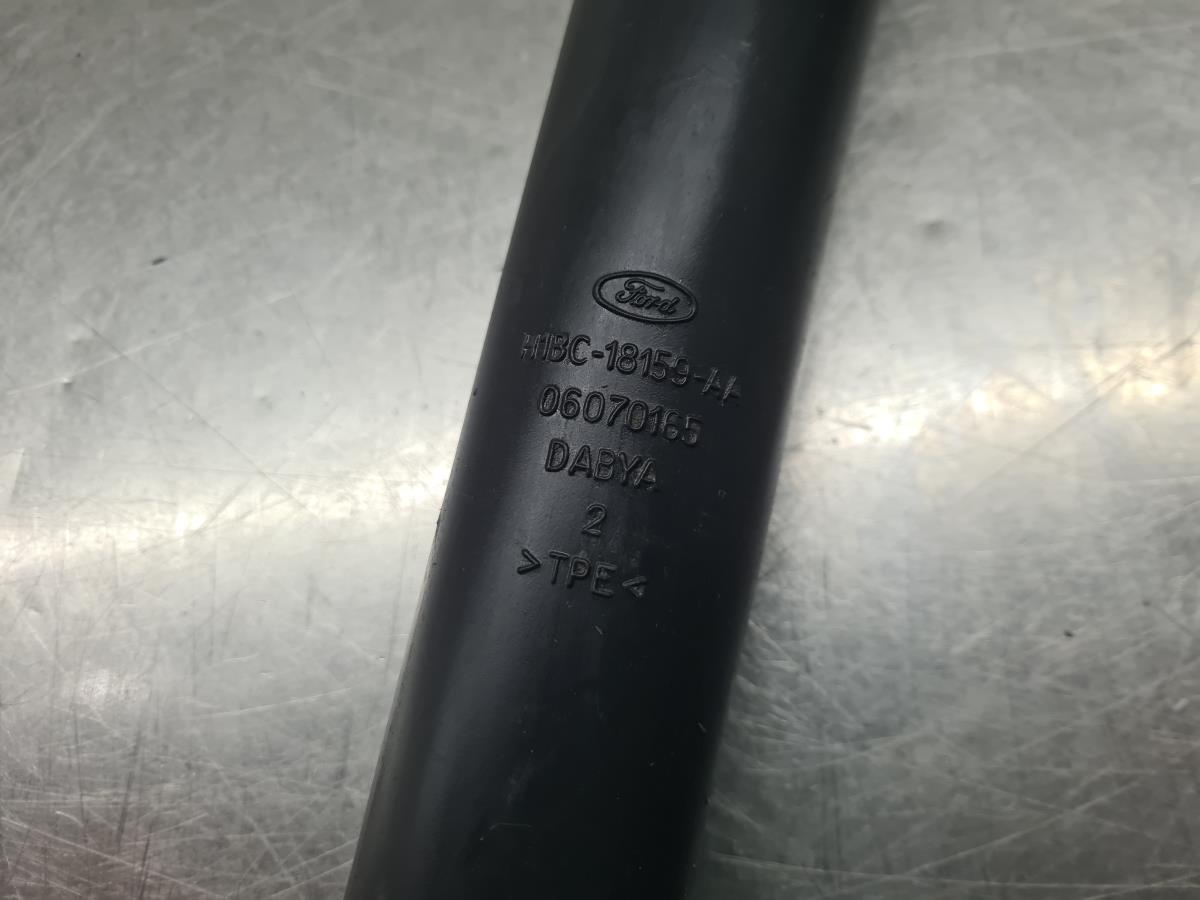 Ford
H1BC-18159-AA
06070165
DABYA
2
>TPE<